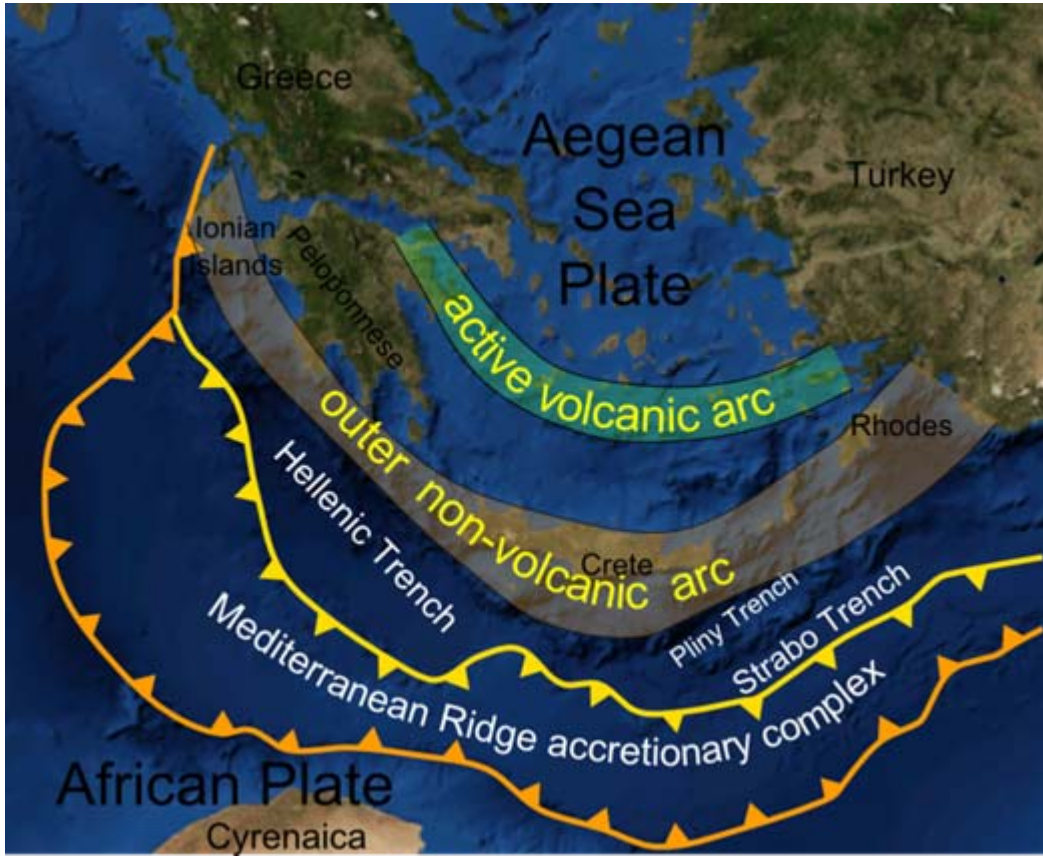 Greece
Aegean
Sea
Plate
Turkey
Ionian
islands
Peloponnese
active volcanic arc
outer non-volcanic arc
Rhodes
Hellenic Trench
Crete
Pliny Trench
Strabo Trench
Mediterranean Ridge accretionary complex
African Plate
Cyrenaica